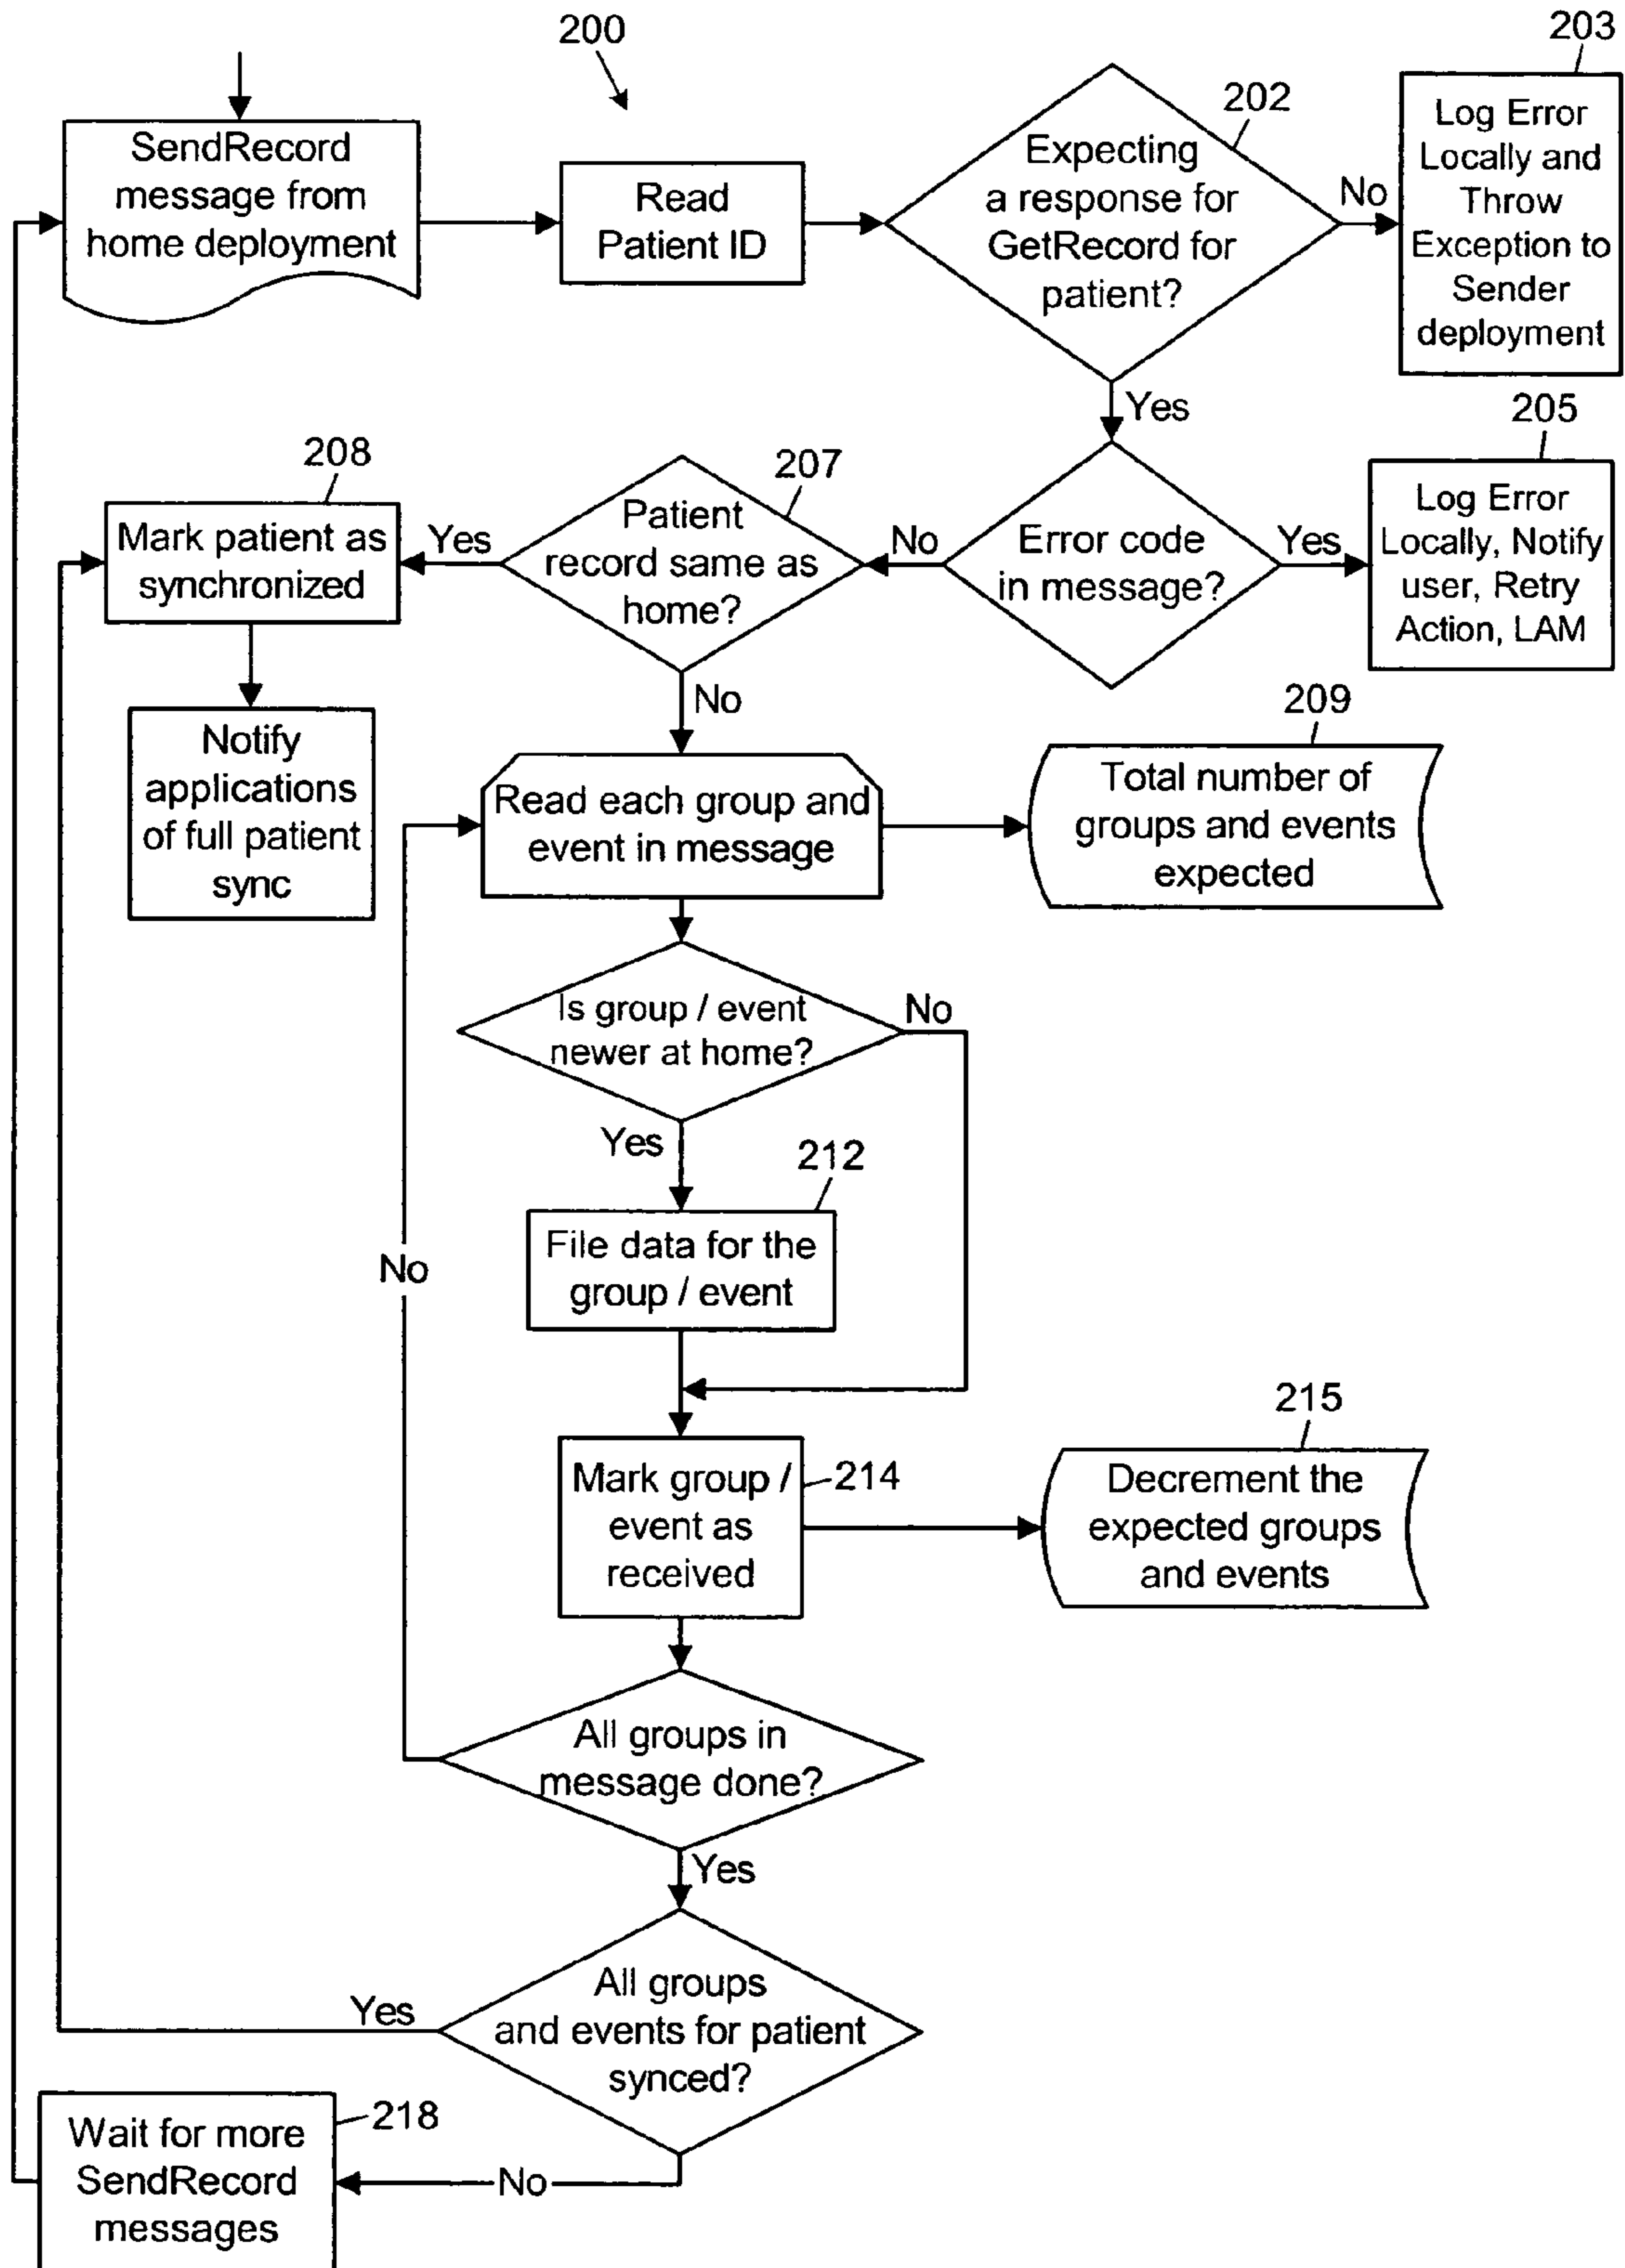 200
203
SendRecord
message from
home deployment
Read
Patient ID
202
Expecting
a response for
GetRecord for
patient?
No
Log Error
Locally and
Throw
Exception to
Sender
deployment
Yes
208
Mark patient as
synchronized
Yes
207
Patient
record same as
home?
No
Error code
in message?
Yes
205
Log Error
Locally, Notify
user, Retry
Action, LAM
Notify
applications
of full patient
sync
No
Read each group and
event in message
209
Total number of
groups and events
expected
Is group / event
newer at home?
No
Yes
212
File data for the
group / event
No
Mark group /
event as
received
214
215
Decrement the
expected groups
and events
All groups in
message done?
Yes
All groups
and events for patient
synced?
Yes
No
218
Wait for more
SendRecord
messages